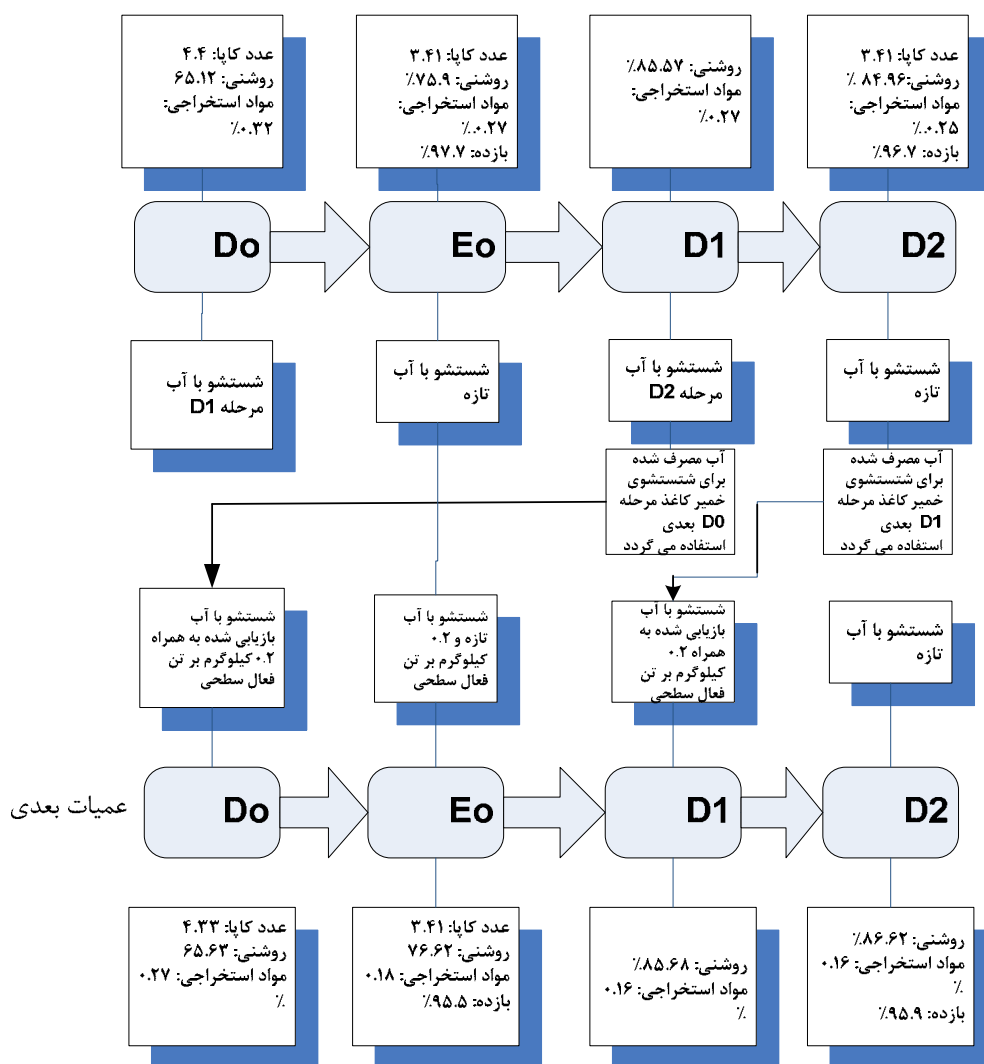 عدد کاپا: ۴.۴
روشنی: ۶۵.۱۲
مواد استخراجی:
٪۰.۳۲
عدد کاپا: ۳.۴۱
روشنی: ۷۵.۹٪
مواد استخراجی:
٪.۰.۲۷
بازده: ۹۷.۷٪
روشنی: ۸۵.۵۷٪
مواد استخراجی:
٪۰.۲۷
عدد کاپا: ۳.۴۱
روشنی:۸۴.۹۶ ٪
مواد استخراجی:
٪.۰.۲۵
بازده: ۹۶.۷٪
Do
Eo
D1
D2
شستشو با آب
مرحله D1
شستشو با آب
تازه
شستشو با آب
مرحله D2
شستشو با آب
تازه
آب مصرف شده
برای شتستشوی
خمیر کاغذ مرحله
D0 بعدی
استفاده می گردد
آب مصرف شده
برای شستشوی
خمیر کاغذ مرحله
D1 بعدی
استفاده می گردد
شستشو با آب
بازیابی شده به همراه
۰.۲ کیلوگرم بر تن
فعال سطحی
شستشو با آب
تازه و ۰.۲
کیلوگرم بر تن
فعال سطحی
شستشو با آب
بازیابی شده به
همراه ۰.۲
کیلوگرم بر تن
فعال سطحی
شستشو با آب
تازه
عمیات بعدی
Do
Eo
D1
D2
عدد کاپا: ۴.۳۳
روشنی: ۶۵.۶۳
مواد استخراجی: ۰.۲۷
٪
عدد کاپا: ۳.۴۱
روشنی: ۷۶.۶۲
مواد استخراجی: ۰.۱۸
بازده: ۹۵.۵٪
روشنی: ۸۵.۶۸٪
مواد استخراجی: ۰.۱۶
٪
روشنی: ۸۶.۶۲٪
مواد استخراجی: ۰.۱۶
٪
بازده: ۹۵.۹٪